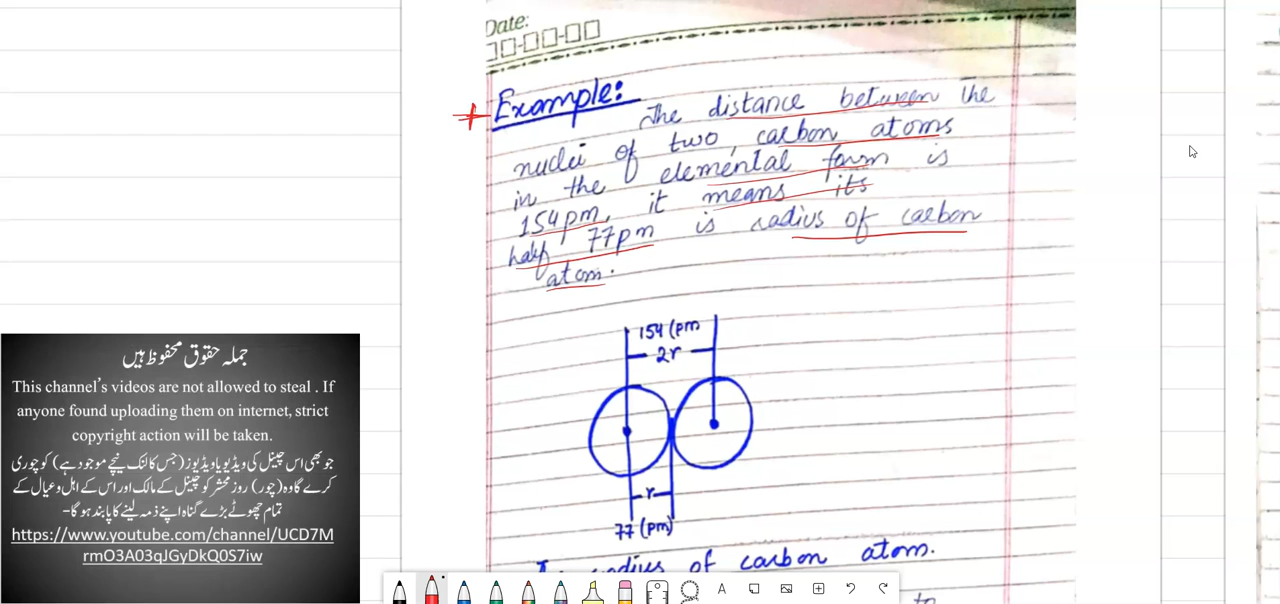 Date:
Example:
The distance between the
nuclei of two, carbon atoms
in the elemental form is
154pm, it means its
half, 77pm is radius of carbon
atom.
154 (pm
2r
r
77 (pm)
radius of carbon atom.
to
جملہ حقوق محفوظ ہیں
This channel's videos are not allowed to steal . If
anyone found uploading them on internet, strict
copyright action will be taken.
جو بھی اس چینل کی ویڈیو یا ویڈیوز (جس کا لنک نیچے موجود ہے) کو چوری
کرے گا وہ (چور) روز محشر کو چینل کے مالک اور اس کے اہل و عیال کے
تمام چھوٹے بڑے گناہ اپنے ذمہ لینے کا پابند ہو گا-
https://www.youtube.com/channel/UCD7M
rmO3A03qJGyDkQ0S7iw
A